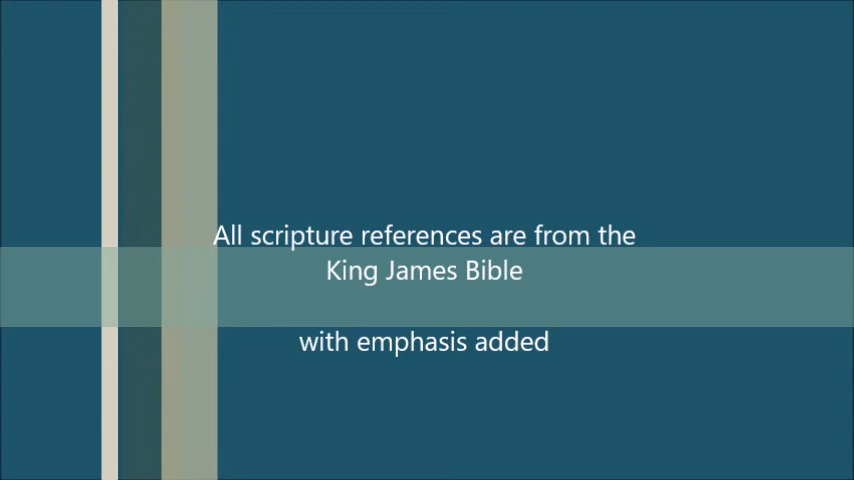 All scripture references are from the
King James Bible
with emphasis added